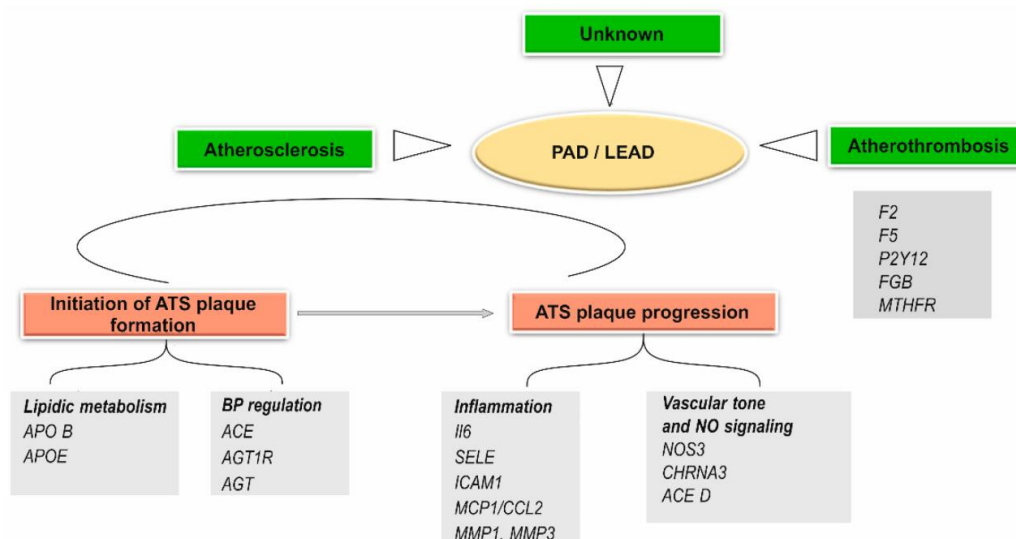 Unknown
Atherosclerosis
PAD / LEAD
Atherothrombosis
F2
F5
P2Y12
FGB
MTHFR
Initiation of ATS plaque
formation
ATS plaque progression
Lipidic metabolism
APO B
APOE
BP regulation
ACE
AGT1R
AGT
Inflammation
Il6
SELE
ICAM1
MCP1/CCL2
MMP1, MMP3
Vascular tone
and NO signaling
NOS3
CHRNA3
ACE D